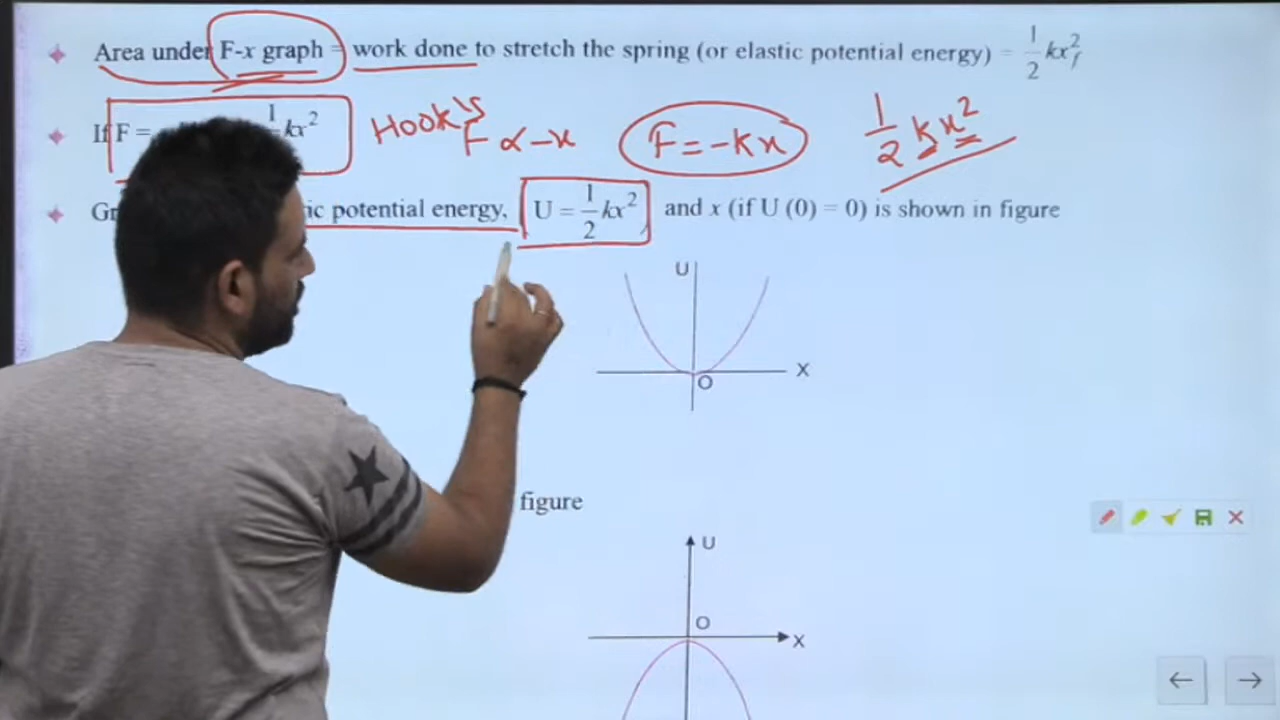 Area under F-x graph = work done to stretch the spring (or elastic potential energy) = 1/2 kx_f^2
If F = 1/2 kx^2
Hook's
F ∝ -x
F = -kx
1/2 kx^2
ic potential energy, U = 1/2 kx^2 and x (if U (0) = 0) is shown in figure
U
X
O
figure
U
O
X